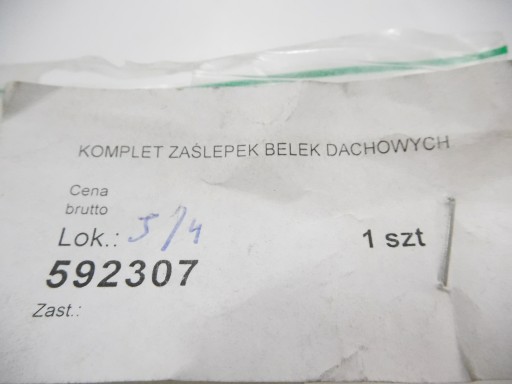 KOMPLET ZAŚLEPEK BELEK DACHOWYCH
Cena
brutto
Lok.: 5/4 1 szt
592307
Zast.: